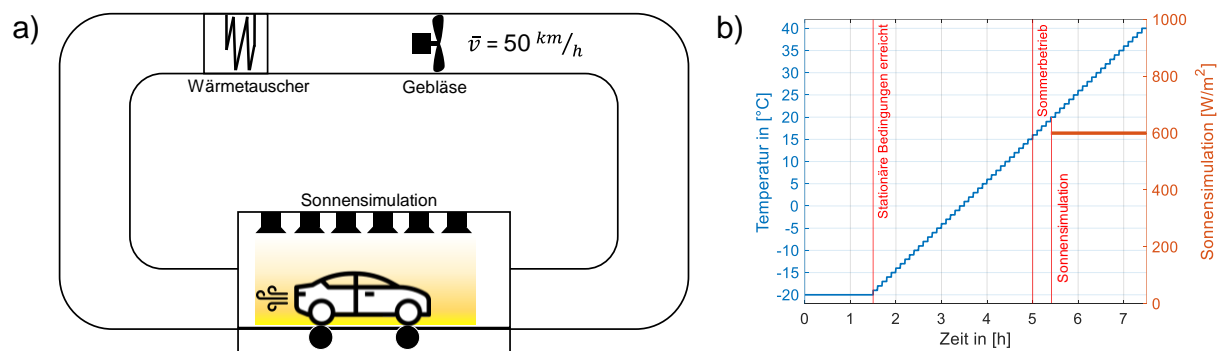 a)
Wärmetauscher
Gebläse
v̄ = 50 km/h
Sonnensimulation
b)
Temperatur in [°C]
40
35
30
25
20
15
10
5
0
-5
-10
-15
-20
Stationäre Bedingungen erreicht
Sommerbetrieb
Sonnensimulation
0 1 2 3 4 5 6 7
Zeit in [h]
1000
800
600
400
200
0
Sonnensimulation [W/m²]